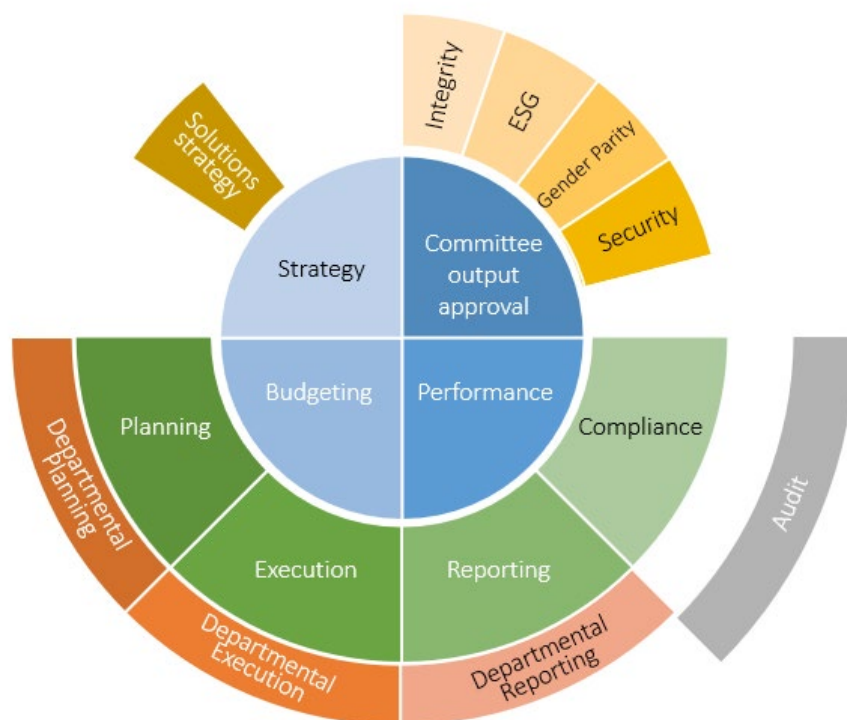 Integrity
ESG
Gender Parity
Security
Solutions
strategy
Strategy
Committee
output
approval
Budgeting
Performance
Planning
Compliance
Execution
Reporting
Departmental
Planning
Departmental
Execution
Departmental
Reporting
Audit